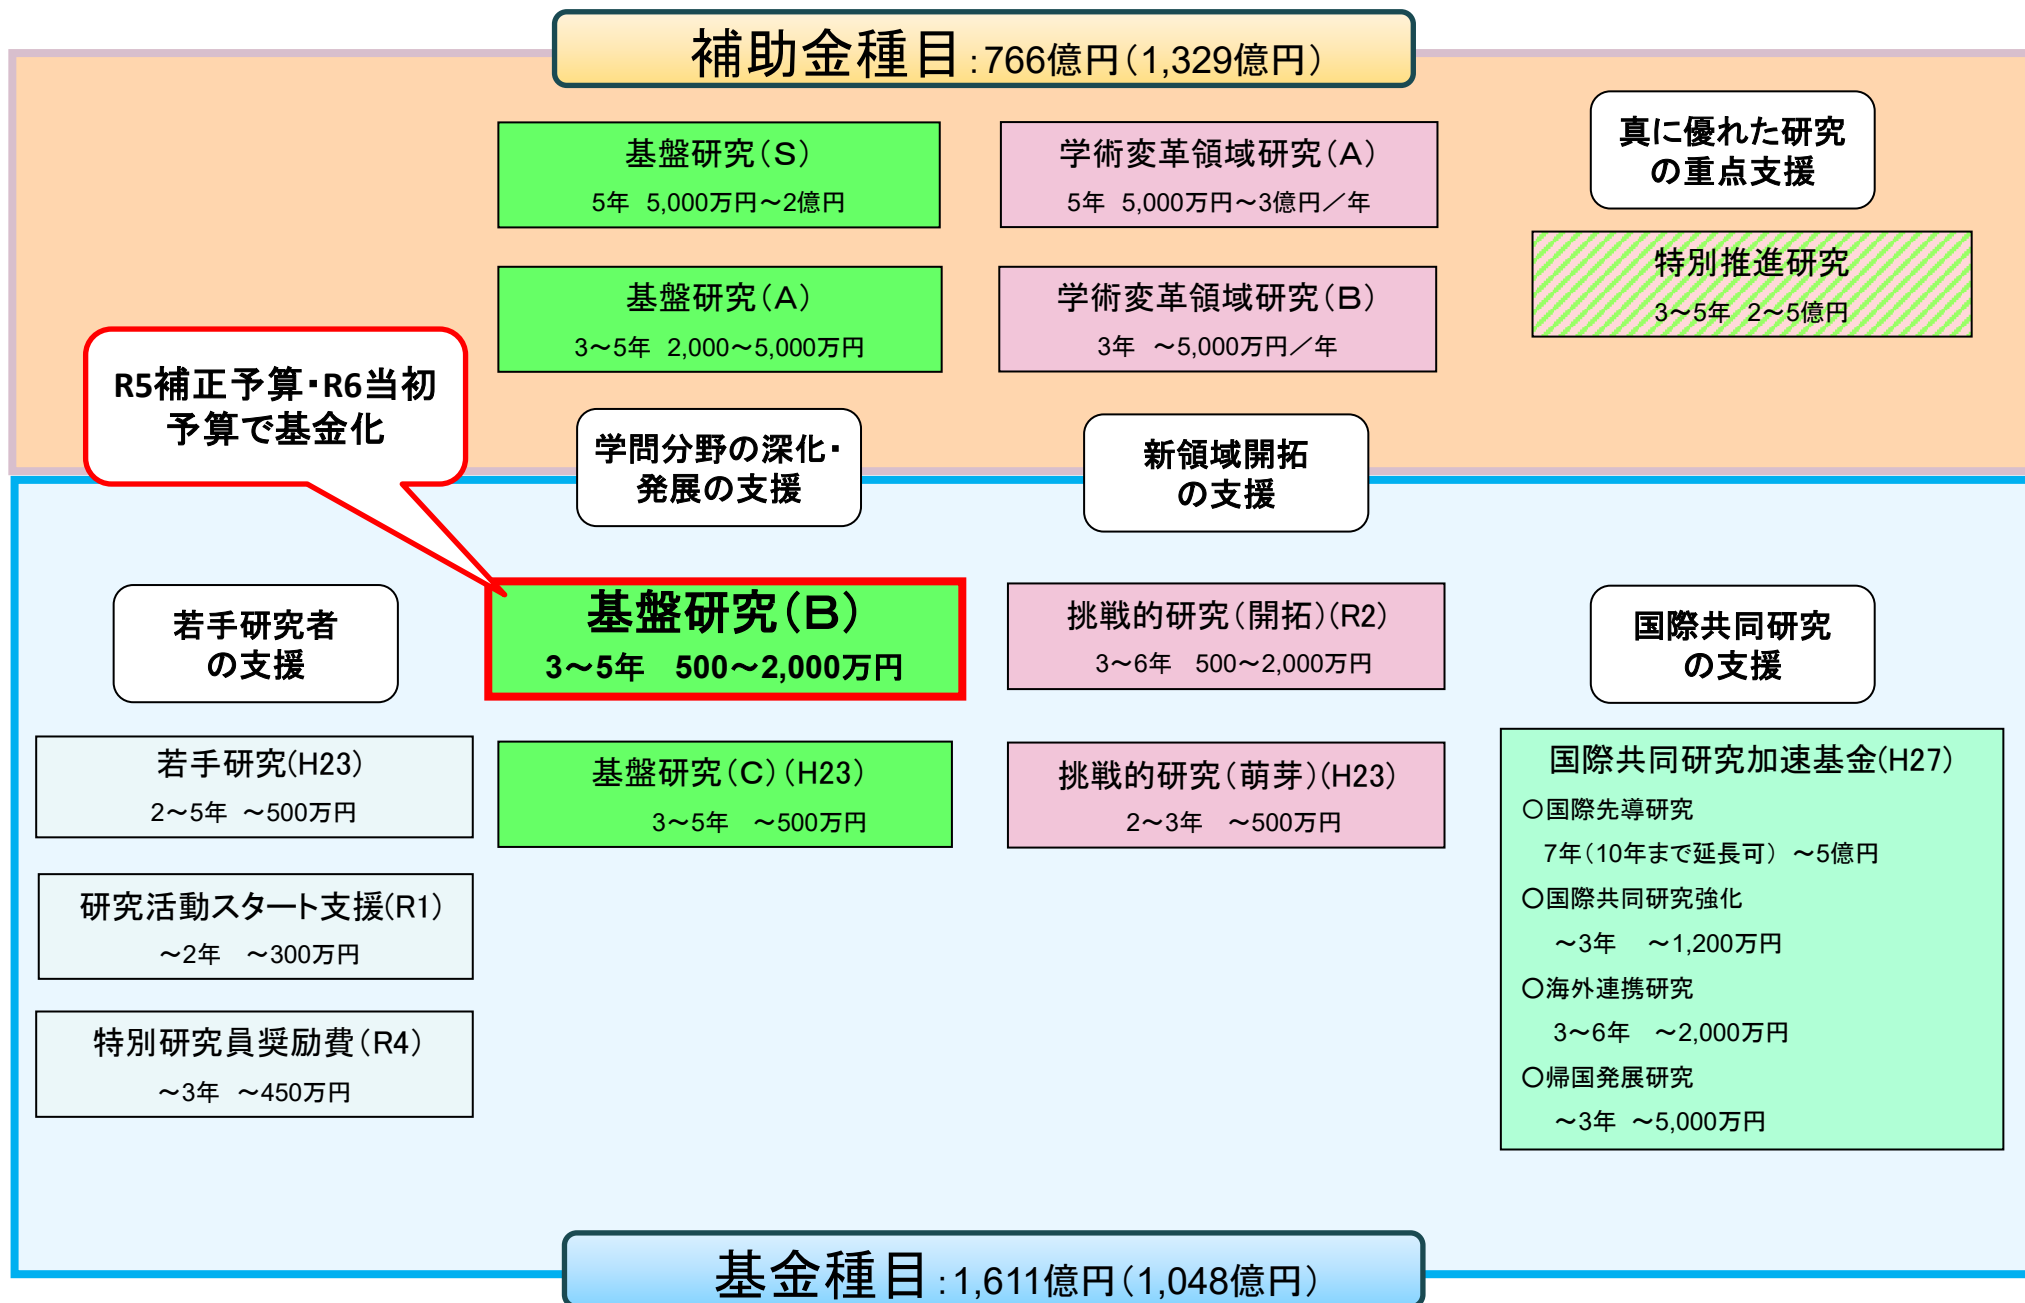 補助金種目:766億円(1,329億円)
基盤研究(S)
5年 5,000万円~2億円
学術変革領域研究(A)
5年 5,000万円~3億円/年
真に優れた研究
の重点支援
特別推進研究
3~5年 2~5億円
基盤研究(A)
3~5年 2,000~5,000万円
学術変革領域研究(B)
3年 ~5,000万円/年
R5補正予算・R6当初
予算で基金化
学問分野の深化・
発展の支援
新領域開拓
の支援
若手研究者
の支援
基盤研究(B)
3~5年 500~2,000万円
挑戦的研究(開拓)(R2)
3~6年 500~2,000万円
国際共同研究
の支援
若手研究(H23)
2~5年 ~500万円
基盤研究(C)(H23)
3~5年 ~500万円
挑戦的研究(萌芽)(H23)
2~3年 ~500万円
研究活動スタート支援(R1)
~2年 ~300万円
特別研究員奨励費(R4)
~3年 ~450万円
国際共同研究加速基金(H27)
○国際先導研究
7年(10年まで延長可) ~5億円
○国際共同研究強化
~3年 ~1,200万円
○海外連携研究
3~6年 ~2,000万円
○帰国発展研究
~3年 ~5,000万円
基金種目:1,611億円(1,048億円)